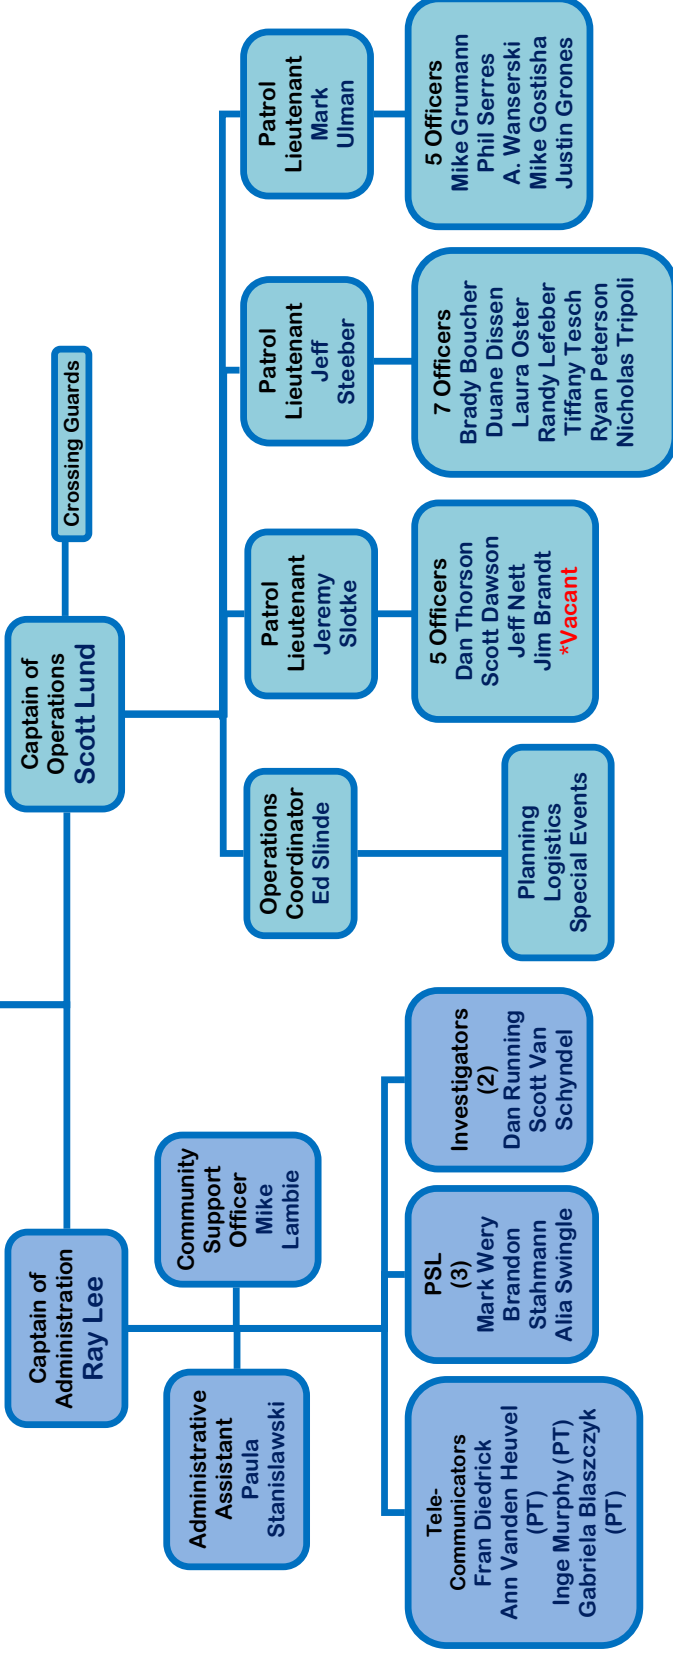 Captain of
Administration
Ray Lee
Captain of
Operations
Scott Lund
Crossing Guards
Administrative
Assistant
Paula
Stanislawski
Community
Support
Officer
Mike
Lambie
Tele-
Communicators
Fran Diedrick
Ann Vanden Heuvel
(PT)
Inge Murphy (PT)
Gabriela Blaszczyk
(PT)
PSL
(3)
Mark Wery
Brandon
Stahmann
Alia Swingle
Investigators
(2)
Dan Running
Scott Van
Schyndel
Operations
Coordinator
Ed Slinde
Planning
Logistics
Special Events
Patrol
Lieutenant
Jeremy
Slotke
5 Officers
Dan Thorson
Scott Dawson
Jeff Nett
Jim Brandt
*Vacant
Patrol
Lieutenant
Jeff
Steeber
7 Officers
Brady Boucher
Duane Dissen
Laura Oster
Randy Lefeber
Tiffany Tesch
Ryan Peterson
Nicholas Tripoli
Patrol
Lieutenant
Mark
Ulman
5 Officers
Mike Grumann
Phil Serres
A. Wanserski
Mike Gostisha
Justin Grones